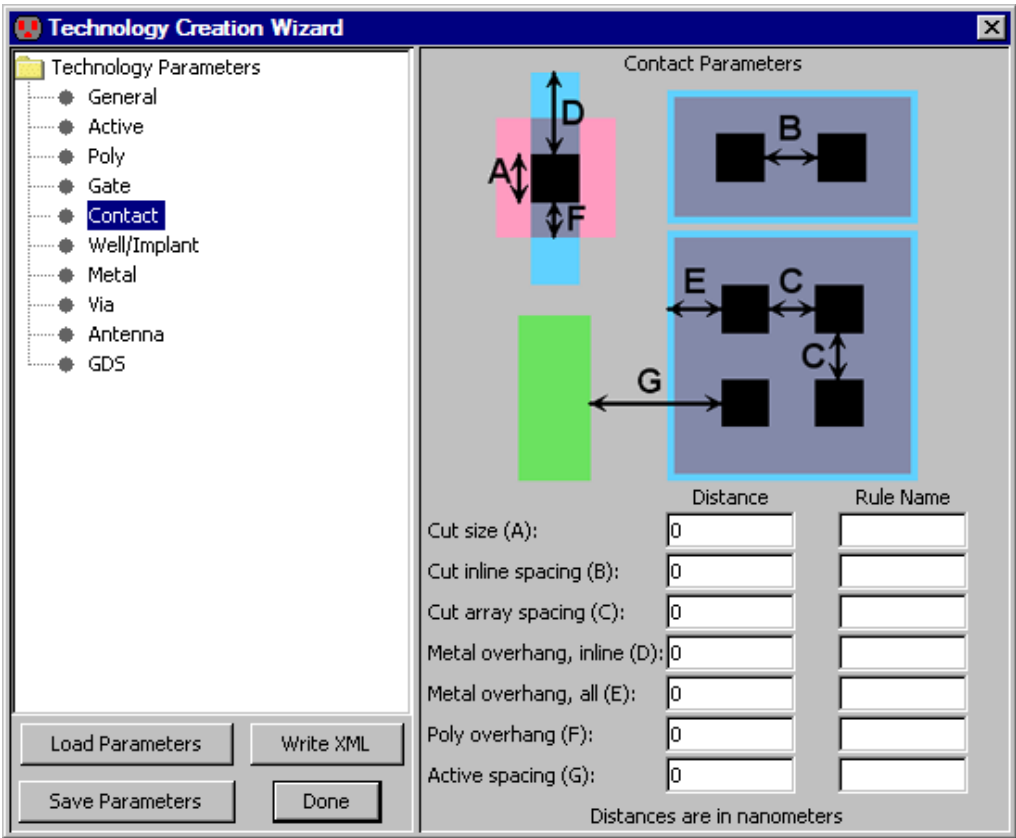 Technology Creation Wizard
Technology Parameters
General
Active
Poly
Gate
Contact
Well/Implant
Metal
Via
Antenna
GDS
Load Parameters
Write XML
Save Parameters
Done
Contact Parameters
D
A
F
B
E
C
C
G
Distance
Rule Name
Cut size (A):
0
Cut inline spacing (B):
0
Cut array spacing (C):
0
Metal overhang, inline (D):
0
Metal overhang, all (E):
0
Poly overhang (F):
0
Active spacing (G):
0
Distances are in nanometers